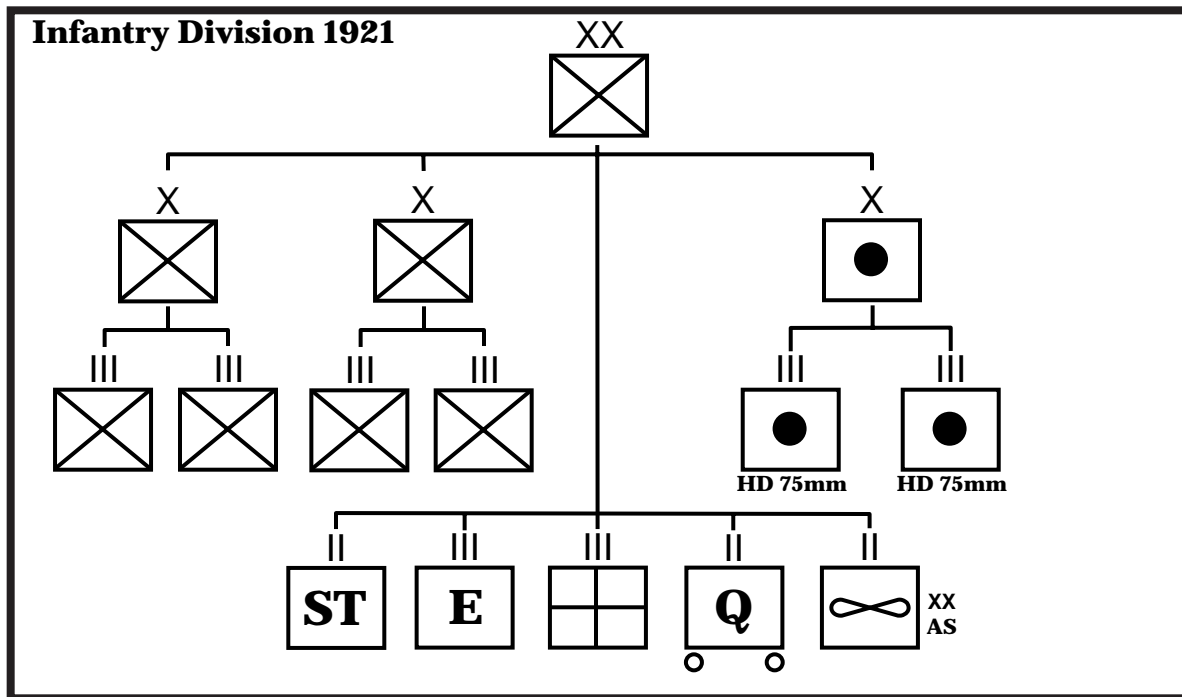 Infantry Division 1921
XX
X X X
III III III III III III
HD 75mm HD 75mm
II III III II II
ST E Q XX
AS